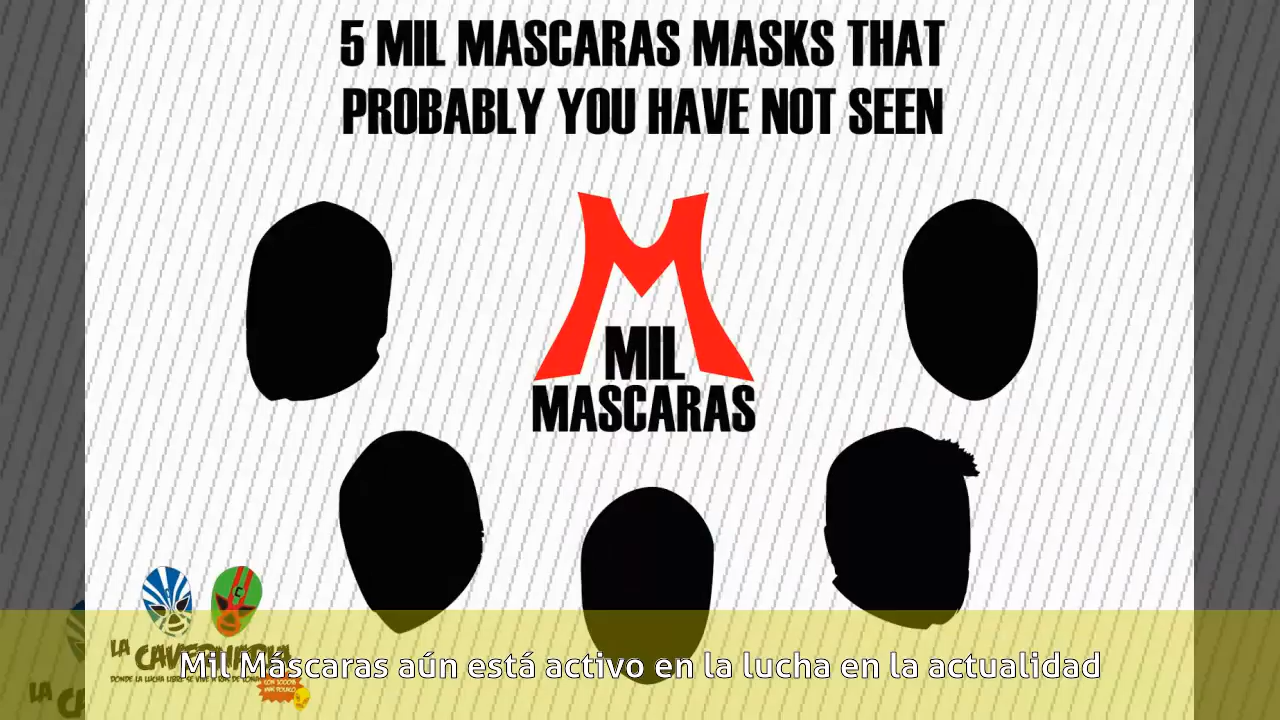 5 MIL MASCARAS MASKS THAT
PROBABLY YOU HAVE NOT SEEN
MIL
MASCARAS
LA
Mil Máscaras aún está activo en la lucha en la actualidad
LA